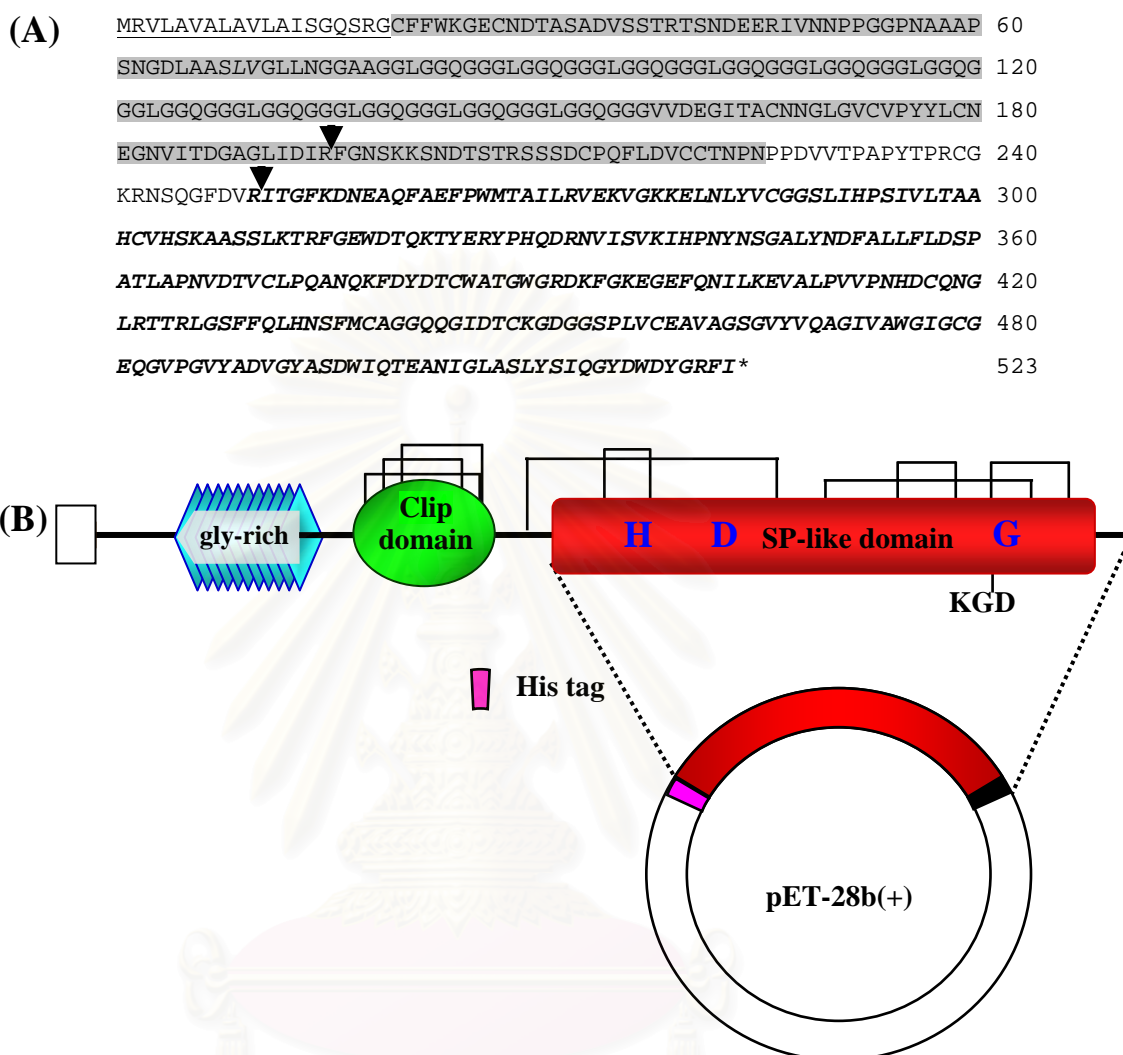 (A)
MRVLAVALAVLAISGQSRGCFFWKGECNDTASADVSSTRTSNDEERIVNNPPGGPNAAAP 60
SNGDLAASLVGLLNGGAAGGLGGQGGGLGGQGGGLGGQGGGLGGQGGGLGGQGGGLGGQG 120
GGLGGQGGGLGGQGGGLGGQGGGLGGQGGGLGGQGGGVVDEGITACNNGLGVCVPYYLCN 180
EGNVITDGAGLIDIRFGNSKKSNDTSTRSSSDCPQFLDVCCTNPNPPDVVTPAPYTPRCG 240
KRNSQGFDVRITGFKDNEAQFAEFPWMTAILRVEKVGKKELNLYVCGGSLIHPSIVLTAA 300
HCVHSKAASSLKTRFGEWDTQKTYERYPHQDRNVISVKIHPNYNSGALYNDFALLFLDSP 360
ATLAPNVDTVCLPQANQKFDYDTCWATGWGRDKFGKEGEFQNILKEVALPVVPNHDCQNG 420
LRTTRLGSFFQLHNSFMCAGGQQGIDTCKGDGGSPLVCEAVAGSGVYVQAGIVAWGIGCG 480
EQGVPGVYADVGYASDWIQTEANIGLASLYSIQGYDWDYGRFI* 523
(B)
gly-rich
Clip
domain
H D SP-like domain G
KGD
His tag
pET-28b(+)